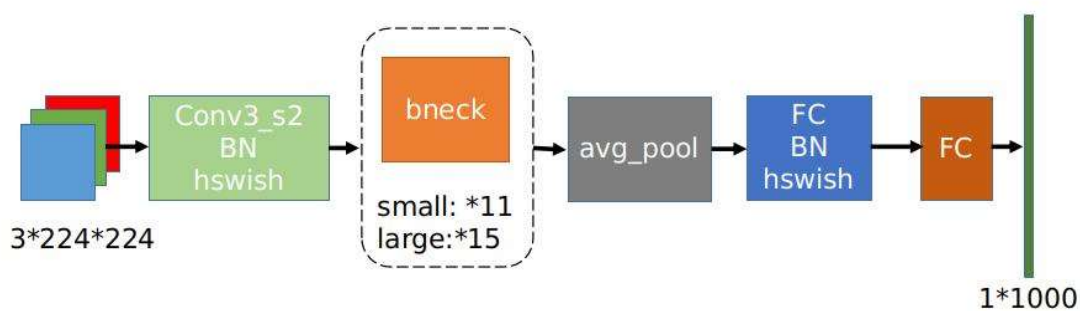 3*224*224
Conv3_s2
BN
hswish
bneck
small: *11
large:*15
avg_pool
FC
BN
hswish
FC
1*1000